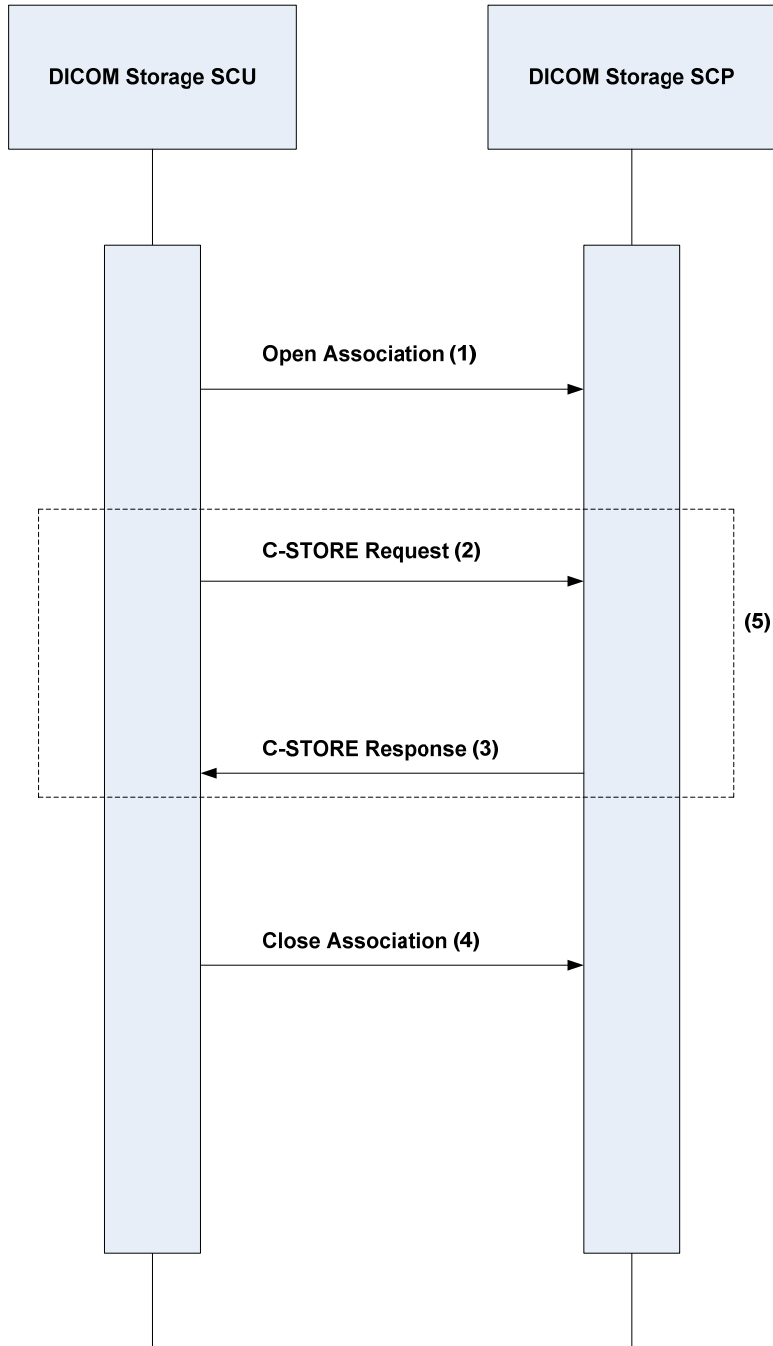 DICOM Storage SCU
DICOM Storage SCP
Open Association (1)
C-STORE Request (2)
(5)
C-STORE Response (3)
Close Association (4)